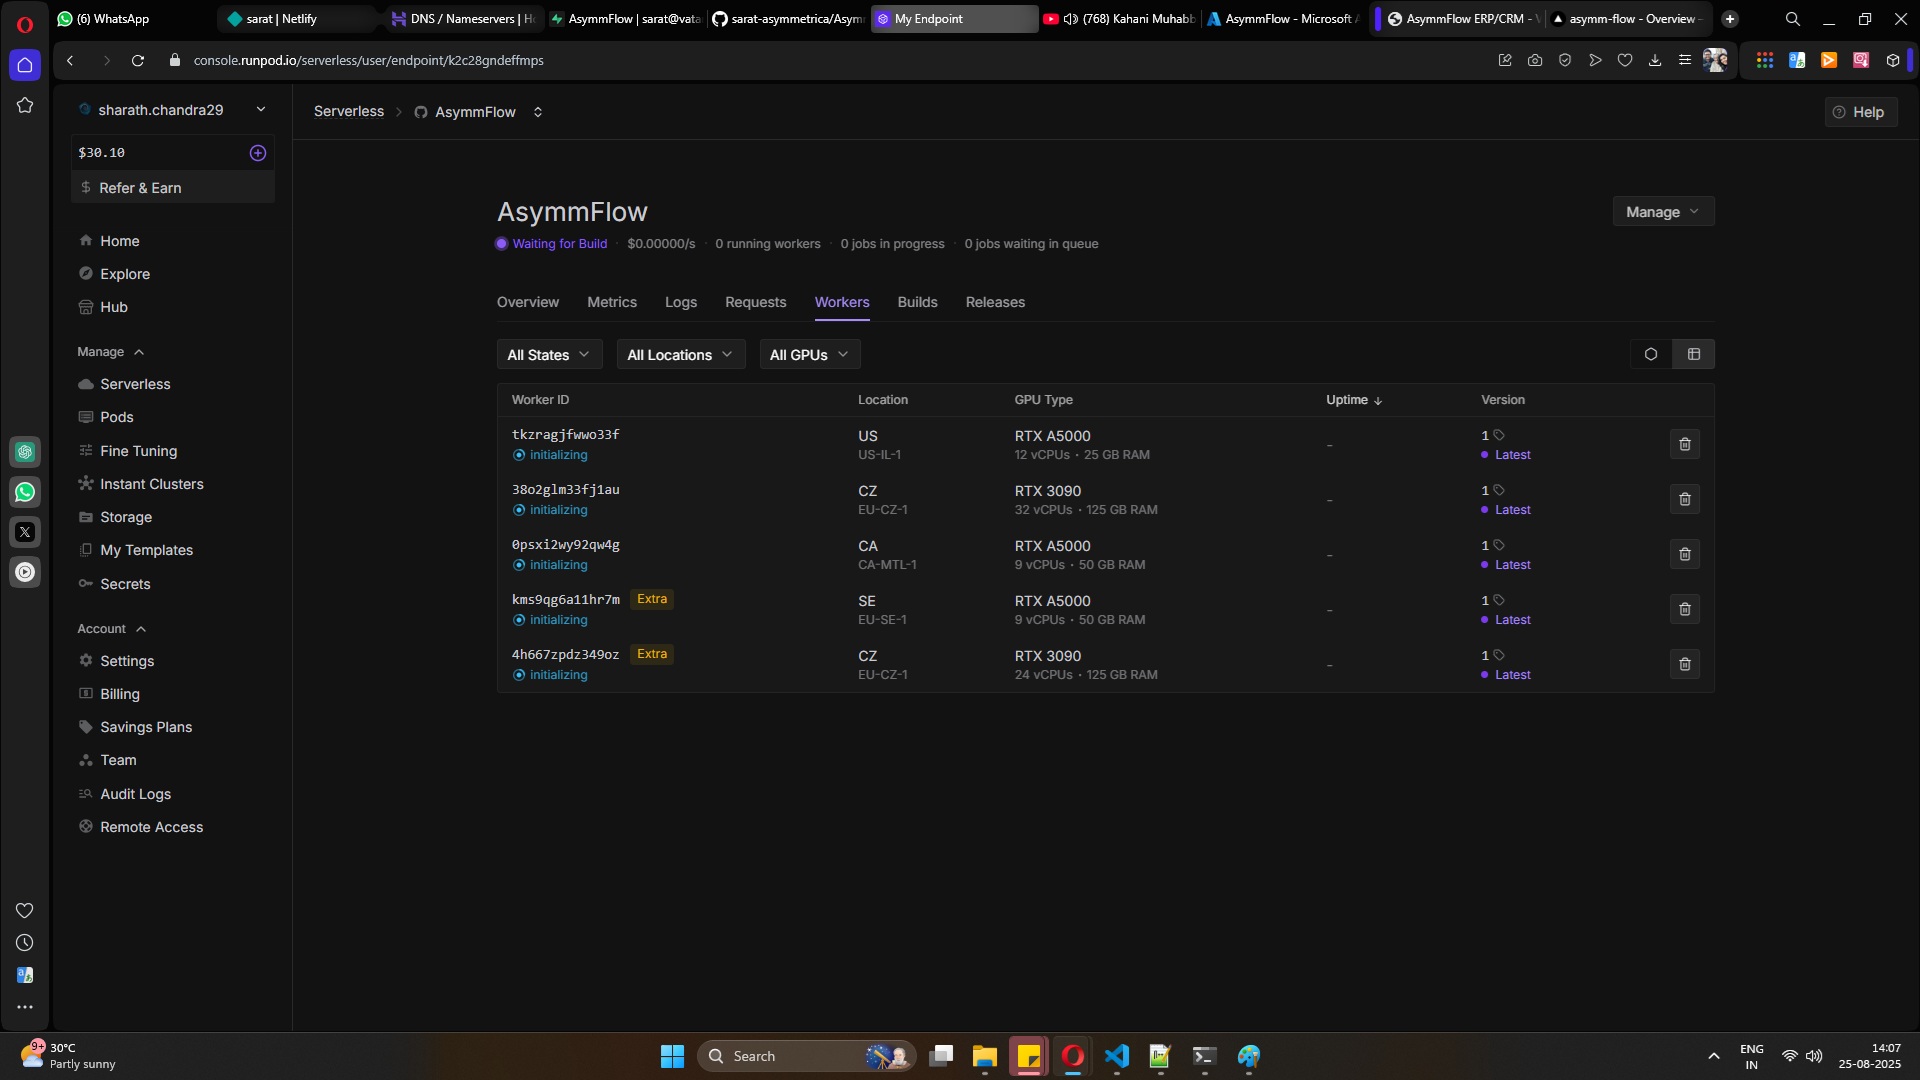 (6) WhatsApp
sarat | Netlify
DNS / Nameservers | Ho
AsymmFlow | sarat@vata
sarat-asymmetrica/Asym
My Endpoint
(768) Kahani Muhabb
AsymmFlow - Microsoft A
AsymmFlow ERP/CRM - V
asymm-flow - Overview -
console.runpod.io/serverless/user/endpoint/k2c28gndeffmps
sharath.chandra29
$30.10
$ Refer & Earn
Home
Explore
Hub
Manage
Serverless
Pods
Fine Tuning
Instant Clusters
Storage
My Templates
Secrets
Account
Settings
Billing
Savings Plans
Team
Audit Logs
Remote Access
Serverless > AsymmFlow
Help
AsymmFlow
Manage
Waiting for Build · $0.00000/s · 0 running workers · 0 jobs in progress · 0 jobs waiting in queue
Overview Metrics Logs Requests Workers Builds Releases
All States All Locations All GPUs
Worker ID Location GPU Type Uptime ↓ Version
tkzragjfwwo33f US RTX A5000 - 1
initializing US-IL-1 12 vCPUs • 25 GB RAM Latest
38o2glm33fj1au CZ RTX 3090 - 1
initializing EU-CZ-1 32 vCPUs • 125 GB RAM Latest
0psxi2wy92qw4g CA RTX A5000 - 1
initializing CA-MTL-1 9 vCPUs • 50 GB RAM Latest
kms9qg6a11hr7m Extra SE RTX A5000 - 1
initializing EU-SE-1 9 vCPUs • 50 GB RAM Latest
4h667zpdz349oz Extra CZ RTX 3090 - 1
initializing EU-CZ-1 24 vCPUs • 125 GB RAM Latest
9+
30°C
Partly sunny
Search
ENG
IN
14:07
25-08-2025